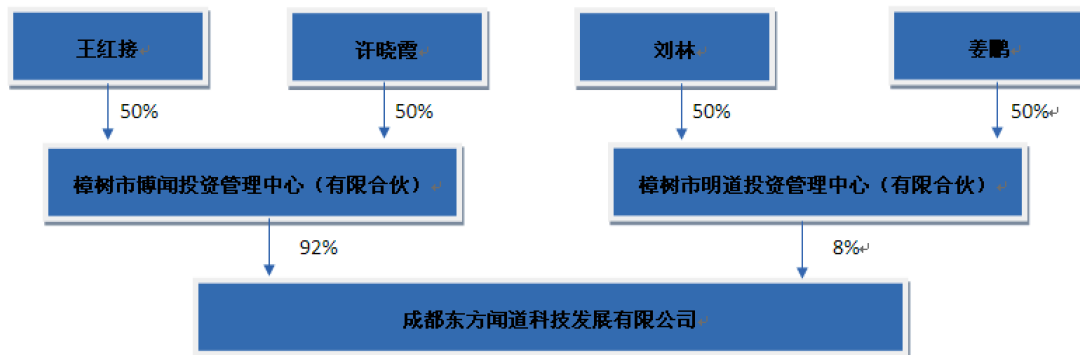 王红接 许晓霞 刘林 姜鹏
50% 50% 50% 50%
樟树市博闻投资管理中心（有限合伙） 樟树市明道投资管理中心（有限合伙）
92% 8%
成都东方闻道科技发展有限公司